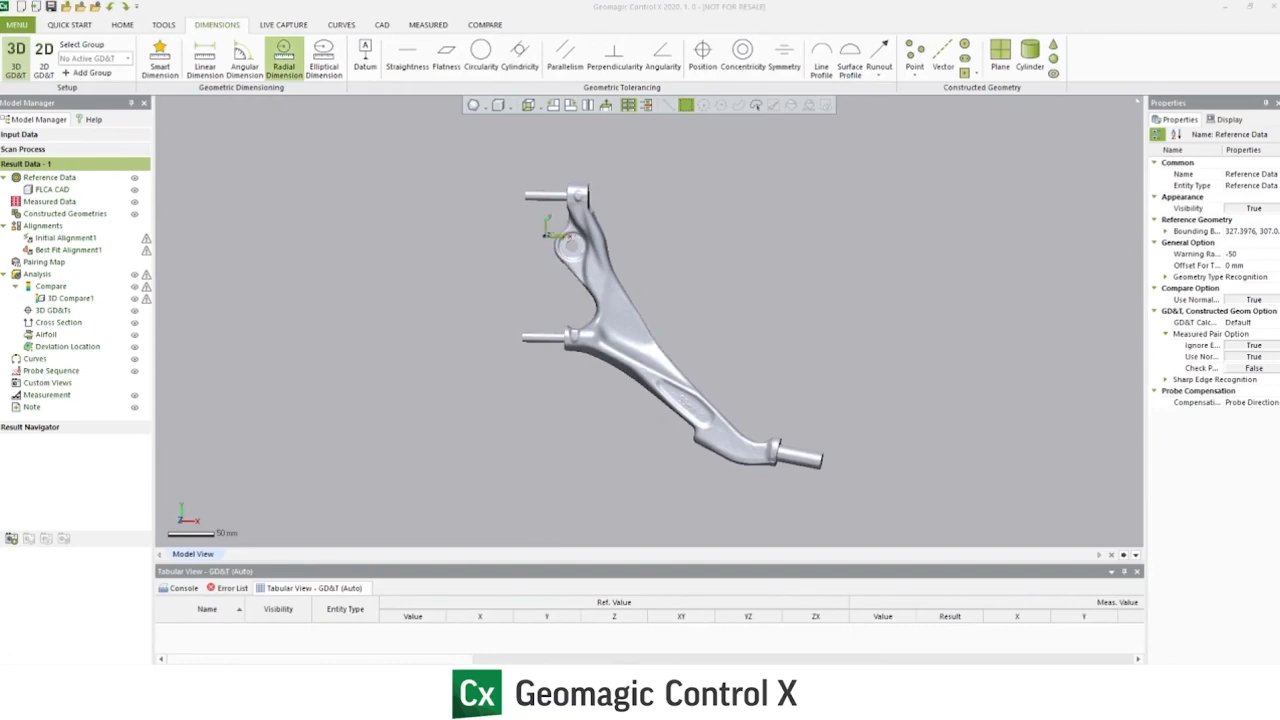 Geomagic Control X 2020. 1. 0 - [NOT FOR RESALE]
MENU QUICK START HOME TOOLS DIMENSIONS LIVE CAPTURE CURVES CAD MEASURED COMPARE
3D GD&T 2D GD&T Select Group No Active GD&T + Add Group
Smart Dimension Linear Dimension Angular Dimension Radial Dimension Elliptical Dimension Datum Straightness Flatness Circularity Cylindricity Parallelism Perpendicularity Angularity Position Concentricity Symmetry Line Profile Surface Profile Runout Point Vector Plane Cylinder
Setup Geometric Dimensioning Geometric Tolerancing Constructed Geometry
Model Manager
Model Manager Help
Input Data
Scan Process
Result Data - 1
Reference Data
FLCA CAD
Measured Data
Constructed Geometries
Alignments
Initial Alignment1
Best Fit Alignment1
Pairing Map
Analysis
Compare
3D Compare1
3D GD&Ts
Cross Section
Airfoil
Deviation Location
Curves
Probe Sequence
Custom Views
Measurement
Note
Result Navigator
Y
Z X
50 mm
Model View
Tabular View - GD&T (Auto)
Console Error List Tabular View - GD&T (Auto)
Name Visibility Entity Type Ref. Value Meas. Value
Value X Y Z XY YZ ZX Value Result X Y
Properties
Properties Display
Name: Reference Data
Name Properties
Common
Name Reference Data
Entity Type Reference Data
Appearance
Visibility True
Reference Geometry
Bounding B... 327.3976, 307.0
General Option
Warning Ra... -50
Offset For T... 0 mm
Geometry Type Recognition
Compare Option
Use Normal... True
GD&T, Constructed Geom Option
GD&T Calc... Default
Measured Pair Option
Ignore E... True
Use Nor... True
Check P... False
Sharp Edge Recognition
Probe Compensation
Compensati... Probe Direction
Cx Geomagic Control X